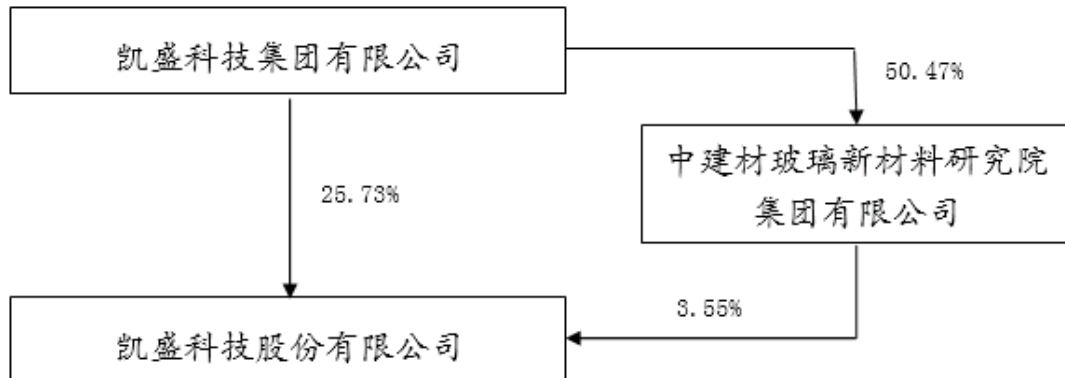 凯盛科技集团有限公司
50.47%
中建材玻璃新材料研究院
集团有限公司
25.73%
3.55%
凯盛科技股份有限公司